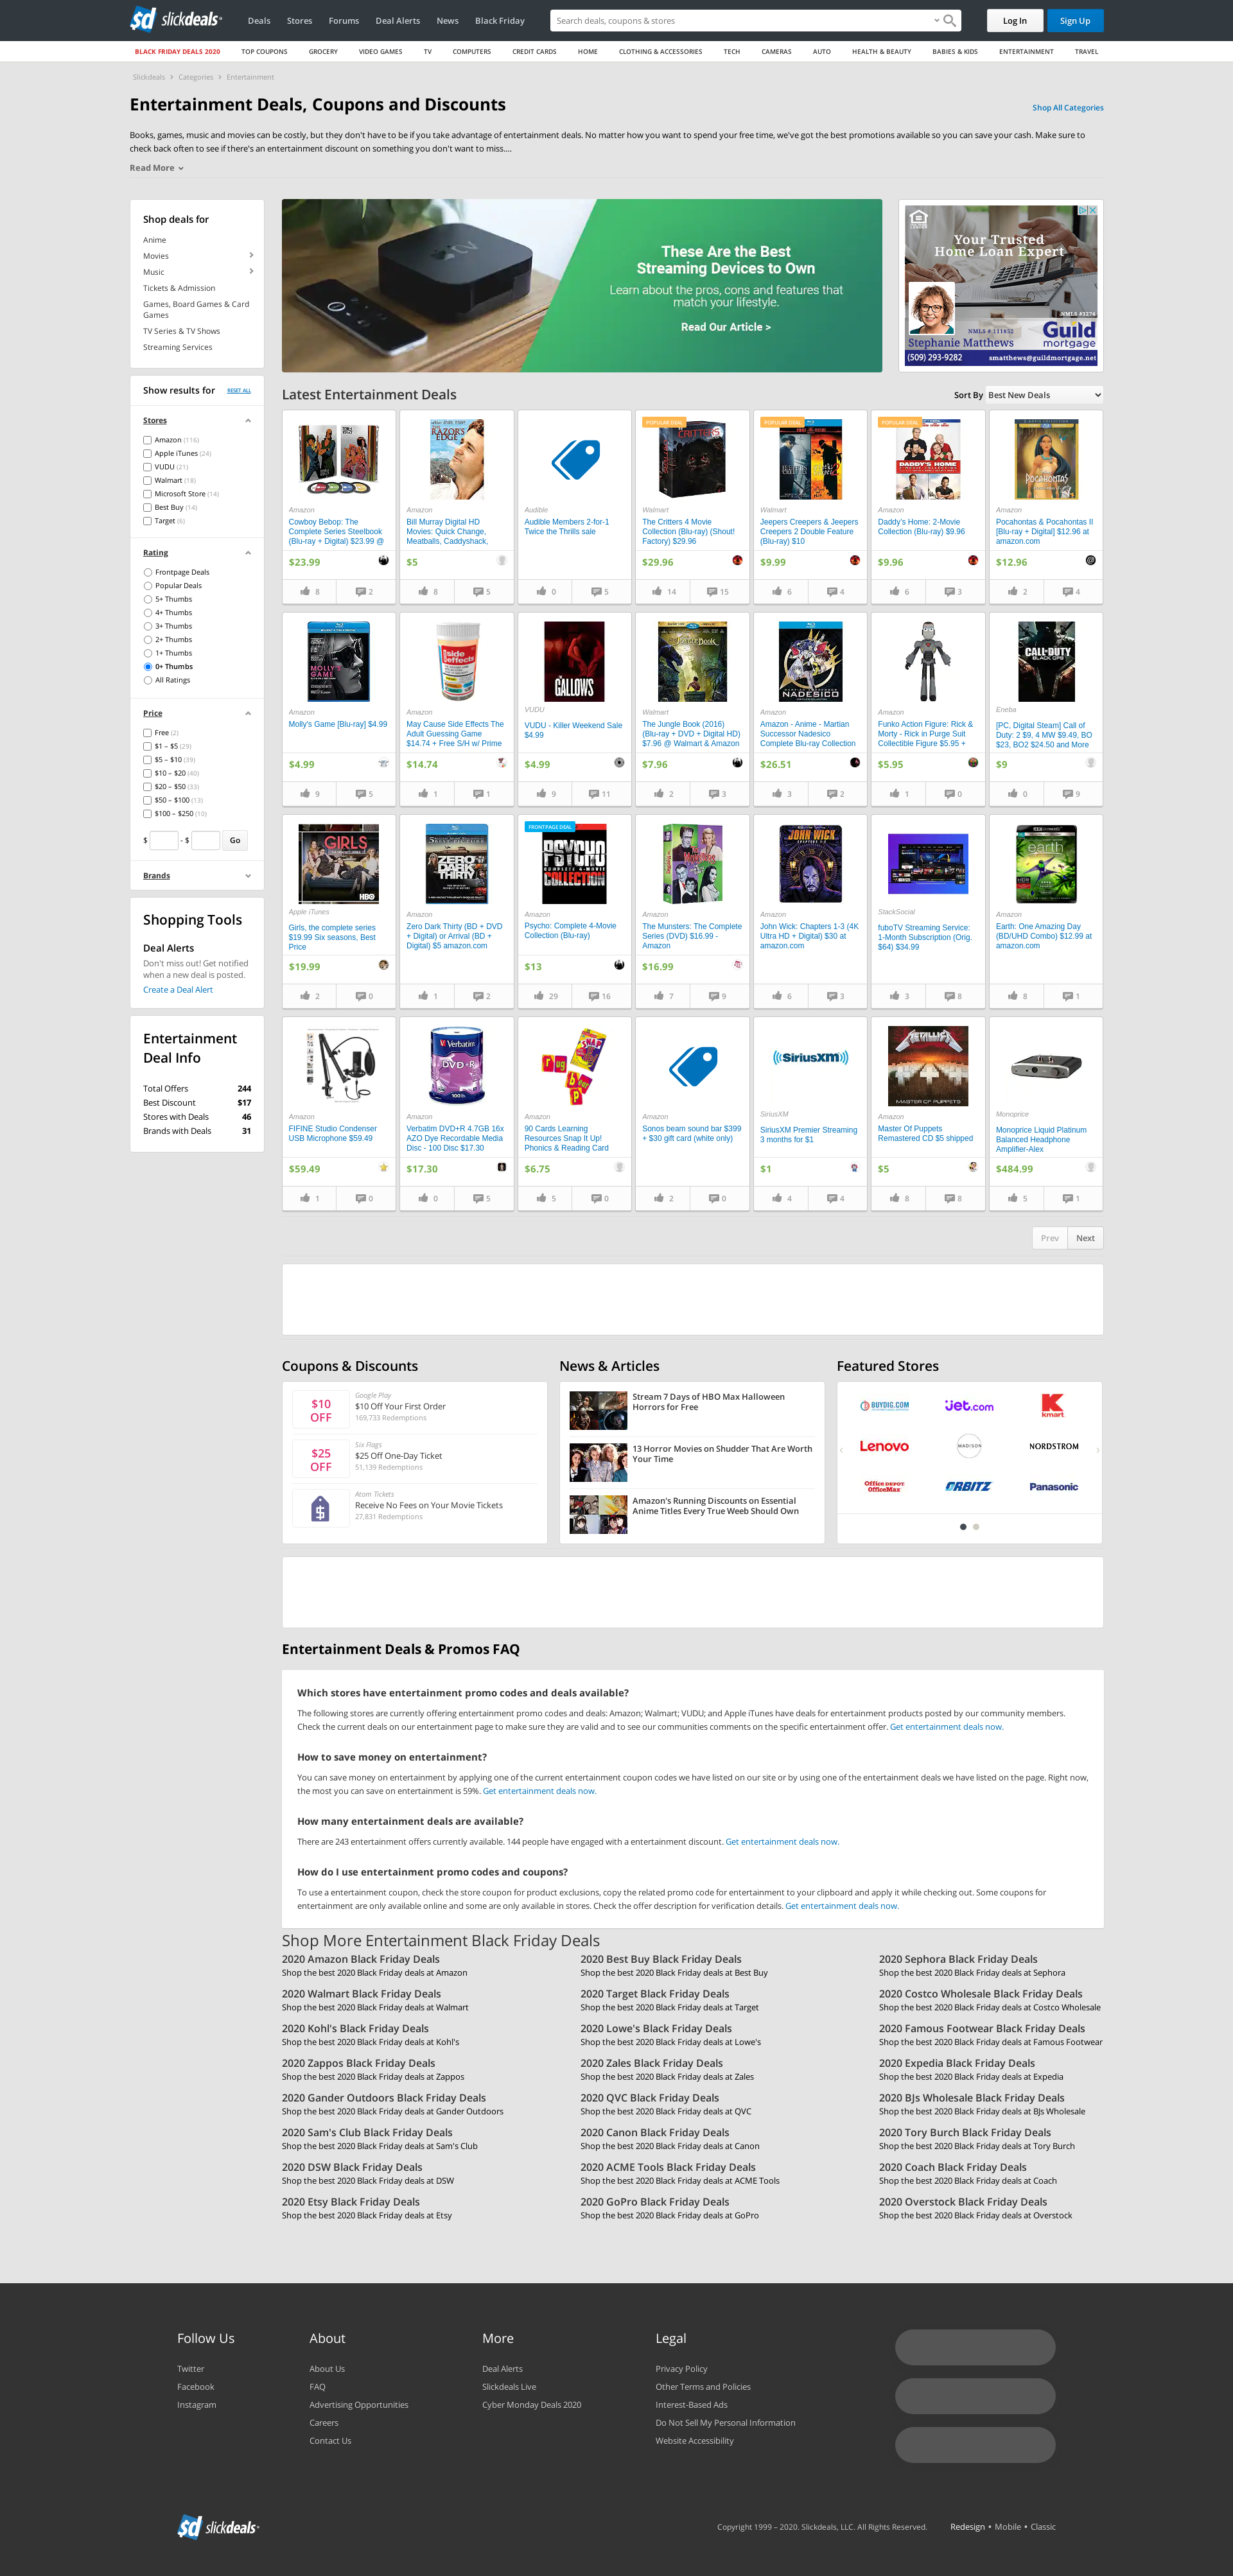 slickdeals
Deals
Stores
Forums
Deal Alerts
News
Black Friday
Search deals, coupons & stores
Log In
Sign Up
BLACK FRIDAY DEALS 2020
TOP COUPONS
GROCERY
VIDEO GAMES
TV
COMPUTERS
CREDIT CARDS
HOME
CLOTHING & ACCESSORIES
TECH
CAMERAS
AUTO
HEALTH & BEAUTY
BABIES & KIDS
ENTERTAINMENT
TRAVEL
Slickdeals > Categories > Entertainment
Entertainment Deals, Coupons and Discounts
Shop All Categories
Books, games, music and movies can be costly, but they don't have to be if you take advantage of entertainment deals. No matter how you want to spend your free time, we've got the best promotions available so you can save your cash. Make sure to
check back often to see if there's an entertainment discount on something you don't want to miss....
Read More
Shop deals for
Anime
Movies
Music
Tickets & Admission
Games, Board Games & Card
Games
TV Series & TV Shows
Streaming Services
These Are the Best
Streaming Devices to Own
Learn about the pros, cons and features that
match your lifestyle.
Read Our Article >
Your Trusted
Home Loan Expert
NMLS #3274
NMLS # 111852
Guild
mortgage
Stephanie Matthews
(509) 293-9282
smatthews@guildmortgage.net
Show results for
RESET ALL
Stores
Amazon (116)
Apple iTunes (24)
VUDU (21)
Walmart (18)
Microsoft Store (14)
Best Buy (14)
Target (6)
Rating
Frontpage Deals
Popular Deals
5+ Thumbs
4+ Thumbs
3+ Thumbs
2+ Thumbs
1+ Thumbs
0+ Thumbs
All Ratings
Price
Free (2)
$1 – $5 (29)
$5 – $10 (39)
$10 – $20 (40)
$20 – $50 (33)
$50 – $100 (13)
$100 – $250 (10)
$ - $ Go
Brands
Shopping Tools
Deal Alerts
Don't miss out! Get notified
when a new deal is posted.
Create a Deal Alert
Entertainment
Deal Info
Total Offers 244
Best Discount $17
Stores with Deals 46
Brands with Deals 31
Latest Entertainment Deals
Sort By Best New Deals
Amazon
Cowboy Bebop: The
Complete Series Steelbook
(Blu-ray + Digital) $23.99 @
$23.99
8
2
RAZOR'S
EDGE
Amazon
Bill Murray Digital HD
Movies: Quick Change,
Meatballs, Caddyshack,
$5
8
5
Audible
Audible Members 2-for-1
Twice the Thrills sale
0
5
POPULAR DEAL
CRITTERS
Walmart
The Critters 4 Movie
Collection (Blu-ray) (Shout!
Factory) $29.96
$29.96
14
15
POPULAR DEAL
Walmart
Jeepers Creepers & Jeepers
Creepers 2 Double Feature
(Blu-ray) $10
$9.99
6
4
POPULAR DEAL
DADDY'S HOME
Amazon
Daddy's Home: 2-Movie
Collection (Blu-ray) $9.96
$9.96
6
3
POCAHONTAS
Amazon
Pocahontas & Pocahontas II
[Blu-ray + Digital] $12.96 at
amazon.com
$12.96
2
4
MOLLY'S
GAME
Amazon
Molly's Game [Blu-ray] $4.99
$4.99
9
5
side
effects
Amazon
May Cause Side Effects The
Adult Guessing Game
$14.74 + Free S/H w/ Prime
$14.74
1
1
GALLOWS
VUDU
VUDU - Killer Weekend Sale
$4.99
$4.99
9
11
Walmart
The Jungle Book (2016)
(Blu-ray + DVD + Digital HD)
$7.96 @ Walmart & Amazon
$7.96
2
3
NADESICO
Amazon
Amazon - Anime - Martian
Successor Nadesico
Complete Blu-ray Collection
$26.51
3
2
Amazon
Funko Action Figure: Rick &
Morty - Rick in Purge Suit
Collectible Figure $5.95 +
$5.95
1
0
CALL OF DUTY
BLACK OPS
Eneba
[PC, Digital Steam] Call of
Duty: 2 $9, 4 MW $9.49, BO
$23, BO2 $24.50 and More
$9
0
9
GIRLS
HBO
Apple iTunes
Girls, the complete series
$19.99 Six seasons, Best
Price
$19.99
2
0
ZERO
DARK
THIRTY
Amazon
Zero Dark Thirty (BD + DVD
+ Digital) or Arrival (BD +
Digital) $5 amazon.com
1
2
FRONTPAGE DEAL
PSYCHO
COLLECTION
Amazon
Psycho: Complete 4-Movie
Collection (Blu-ray)
$13
29
16
Amazon
The Munsters: The Complete
Series (DVD) $16.99 -
Amazon
$16.99
7
9
JOHN WICK
Amazon
John Wick: Chapters 1-3 (4K
Ultra HD + Digital) $30 at
amazon.com
6
3
StackSocial
fuboTV Streaming Service:
1-Month Subscription (Orig.
$64) $34.99
3
8
earth
Amazon
Earth: One Amazing Day
(BD/UHD Combo) $12.99 at
amazon.com
8
1
Amazon
FIFINE Studio Condenser
USB Microphone $59.49
$59.49
1
0
Verbatim
DVD+R
100
Amazon
Verbatim DVD+R 4.7GB 16x
AZO Dye Recordable Media
Disc - 100 Disc $17.30
$17.30
0
5
SNAP
Amazon
90 Cards Learning
Resources Snap It Up!
Phonics & Reading Card
$6.75
5
0
Amazon
Sonos beam sound bar $399
+ $30 gift card (white only)
2
0
SiriusXM
SiriusXM
SiriusXM Premier Streaming
3 months for $1
$1
4
4
METALLICA
MASTER OF PUPPETS
Amazon
Master Of Puppets
Remastered CD $5 shipped
$5
8
8
Monoprice
Monoprice Liquid Platinum
Balanced Headphone
Amplifier-Alex
$484.99
5
1
Prev
Next
Coupons & Discounts
$10
OFF
Google Play
$10 Off Your First Order
169,733 Redemptions
$25
OFF
Six Flags
$25 Off One-Day Ticket
51,139 Redemptions
Atom Tickets
Receive No Fees on Your Movie Tickets
27,831 Redemptions
News & Articles
Stream 7 Days of HBO Max Halloween
Horrors for Free
13 Horror Movies on Shudder That Are Worth
Your Time
Amazon's Running Discounts on Essential
Anime Titles Every True Weeb Should Own
Featured Stores
BUYDIG.COM
Jet.com
Kmart
Lenovo
MADISON
NORDSTROM
Office DEPOT
OfficeMax
ORBITZ
Panasonic
Entertainment Deals & Promos FAQ
Which stores have entertainment promo codes and deals available?
The following stores are currently offering entertainment promo codes and deals: Amazon; Walmart; VUDU; and Apple iTunes have deals for entertainment products posted by our community members.
Check the current deals on our entertainment page to make sure they are valid and to see our communities comments on the specific entertainment offer. Get entertainment deals now.
How to save money on entertainment?
You can save money on entertainment by applying one of the current entertainment coupon codes we have listed on our site or by using one of the entertainment deals we have listed on the page. Right now,
the most you can save on entertainment is 59%. Get entertainment deals now.
How many entertainment deals are available?
There are 243 entertainment offers currently available. 144 people have engaged with a entertainment discount. Get entertainment deals now.
How do I use entertainment promo codes and coupons?
To use a entertainment coupon, check the store coupon for product exclusions, copy the related promo code for entertainment to your clipboard and apply it while checking out. Some coupons for
entertainment are only available online and some are only available in stores. Check the offer description for verification details. Get entertainment deals now.
Shop More Entertainment Black Friday Deals
2020 Amazon Black Friday Deals
Shop the best 2020 Black Friday deals at Amazon
2020 Best Buy Black Friday Deals
Shop the best 2020 Black Friday deals at Best Buy
2020 Sephora Black Friday Deals
Shop the best 2020 Black Friday deals at Sephora
2020 Walmart Black Friday Deals
Shop the best 2020 Black Friday deals at Walmart
2020 Target Black Friday Deals
Shop the best 2020 Black Friday deals at Target
2020 Costco Wholesale Black Friday Deals
Shop the best 2020 Black Friday deals at Costco Wholesale
2020 Kohl's Black Friday Deals
Shop the best 2020 Black Friday deals at Kohl's
2020 Lowe's Black Friday Deals
Shop the best 2020 Black Friday deals at Lowe's
2020 Famous Footwear Black Friday Deals
Shop the best 2020 Black Friday deals at Famous Footwear
2020 Zappos Black Friday Deals
Shop the best 2020 Black Friday deals at Zappos
2020 Zales Black Friday Deals
Shop the best 2020 Black Friday deals at Zales
2020 Expedia Black Friday Deals
Shop the best 2020 Black Friday deals at Expedia
2020 Gander Outdoors Black Friday Deals
Shop the best 2020 Black Friday deals at Gander Outdoors
2020 QVC Black Friday Deals
Shop the best 2020 Black Friday deals at QVC
2020 BJs Wholesale Black Friday Deals
Shop the best 2020 Black Friday deals at BJs Wholesale
2020 Sam's Club Black Friday Deals
Shop the best 2020 Black Friday deals at Sam's Club
2020 Canon Black Friday Deals
Shop the best 2020 Black Friday deals at Canon
2020 Tory Burch Black Friday Deals
Shop the best 2020 Black Friday deals at Tory Burch
2020 DSW Black Friday Deals
Shop the best 2020 Black Friday deals at DSW
2020 ACME Tools Black Friday Deals
Shop the best 2020 Black Friday deals at ACME Tools
2020 Coach Black Friday Deals
Shop the best 2020 Black Friday deals at Coach
2020 Etsy Black Friday Deals
Shop the best 2020 Black Friday deals at Etsy
2020 GoPro Black Friday Deals
Shop the best 2020 Black Friday deals at GoPro
2020 Overstock Black Friday Deals
Shop the best 2020 Black Friday deals at Overstock
Follow Us
Twitter
Facebook
Instagram
About
About Us
FAQ
Advertising Opportunities
Careers
Contact Us
More
Deal Alerts
Slickdeals Live
Cyber Monday Deals 2020
Legal
Privacy Policy
Other Terms and Policies
Interest-Based Ads
Do Not Sell My Personal Information
Website Accessibility
slickdeals
Copyright 1999 – 2020. Slickdeals, LLC. All Rights Reserved.
Redesign • Mobile • Classic